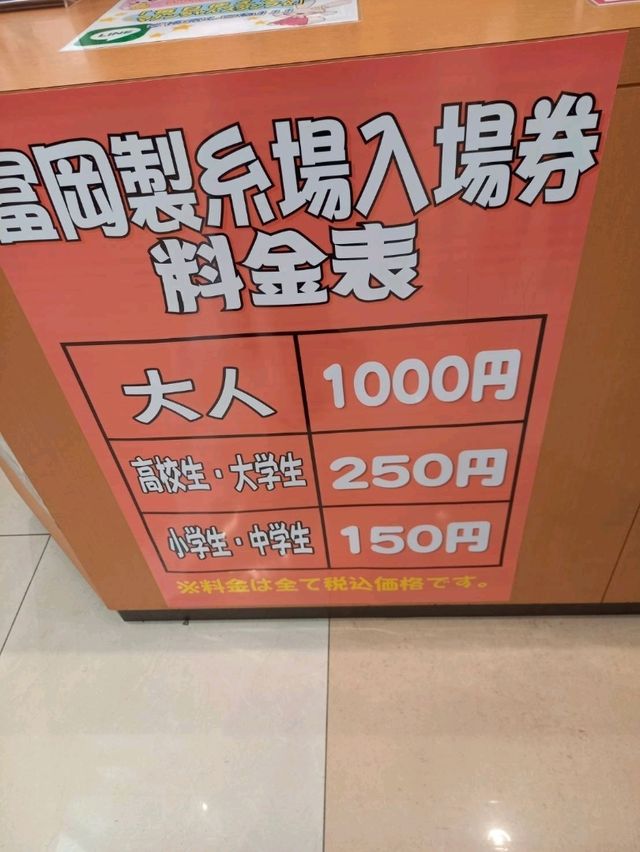 LINE
富岡製糸場入場券
料金表
大人 1000円
高校生・大学生 250円
小学生・中学生 150円
※料金は全て税込価格です。